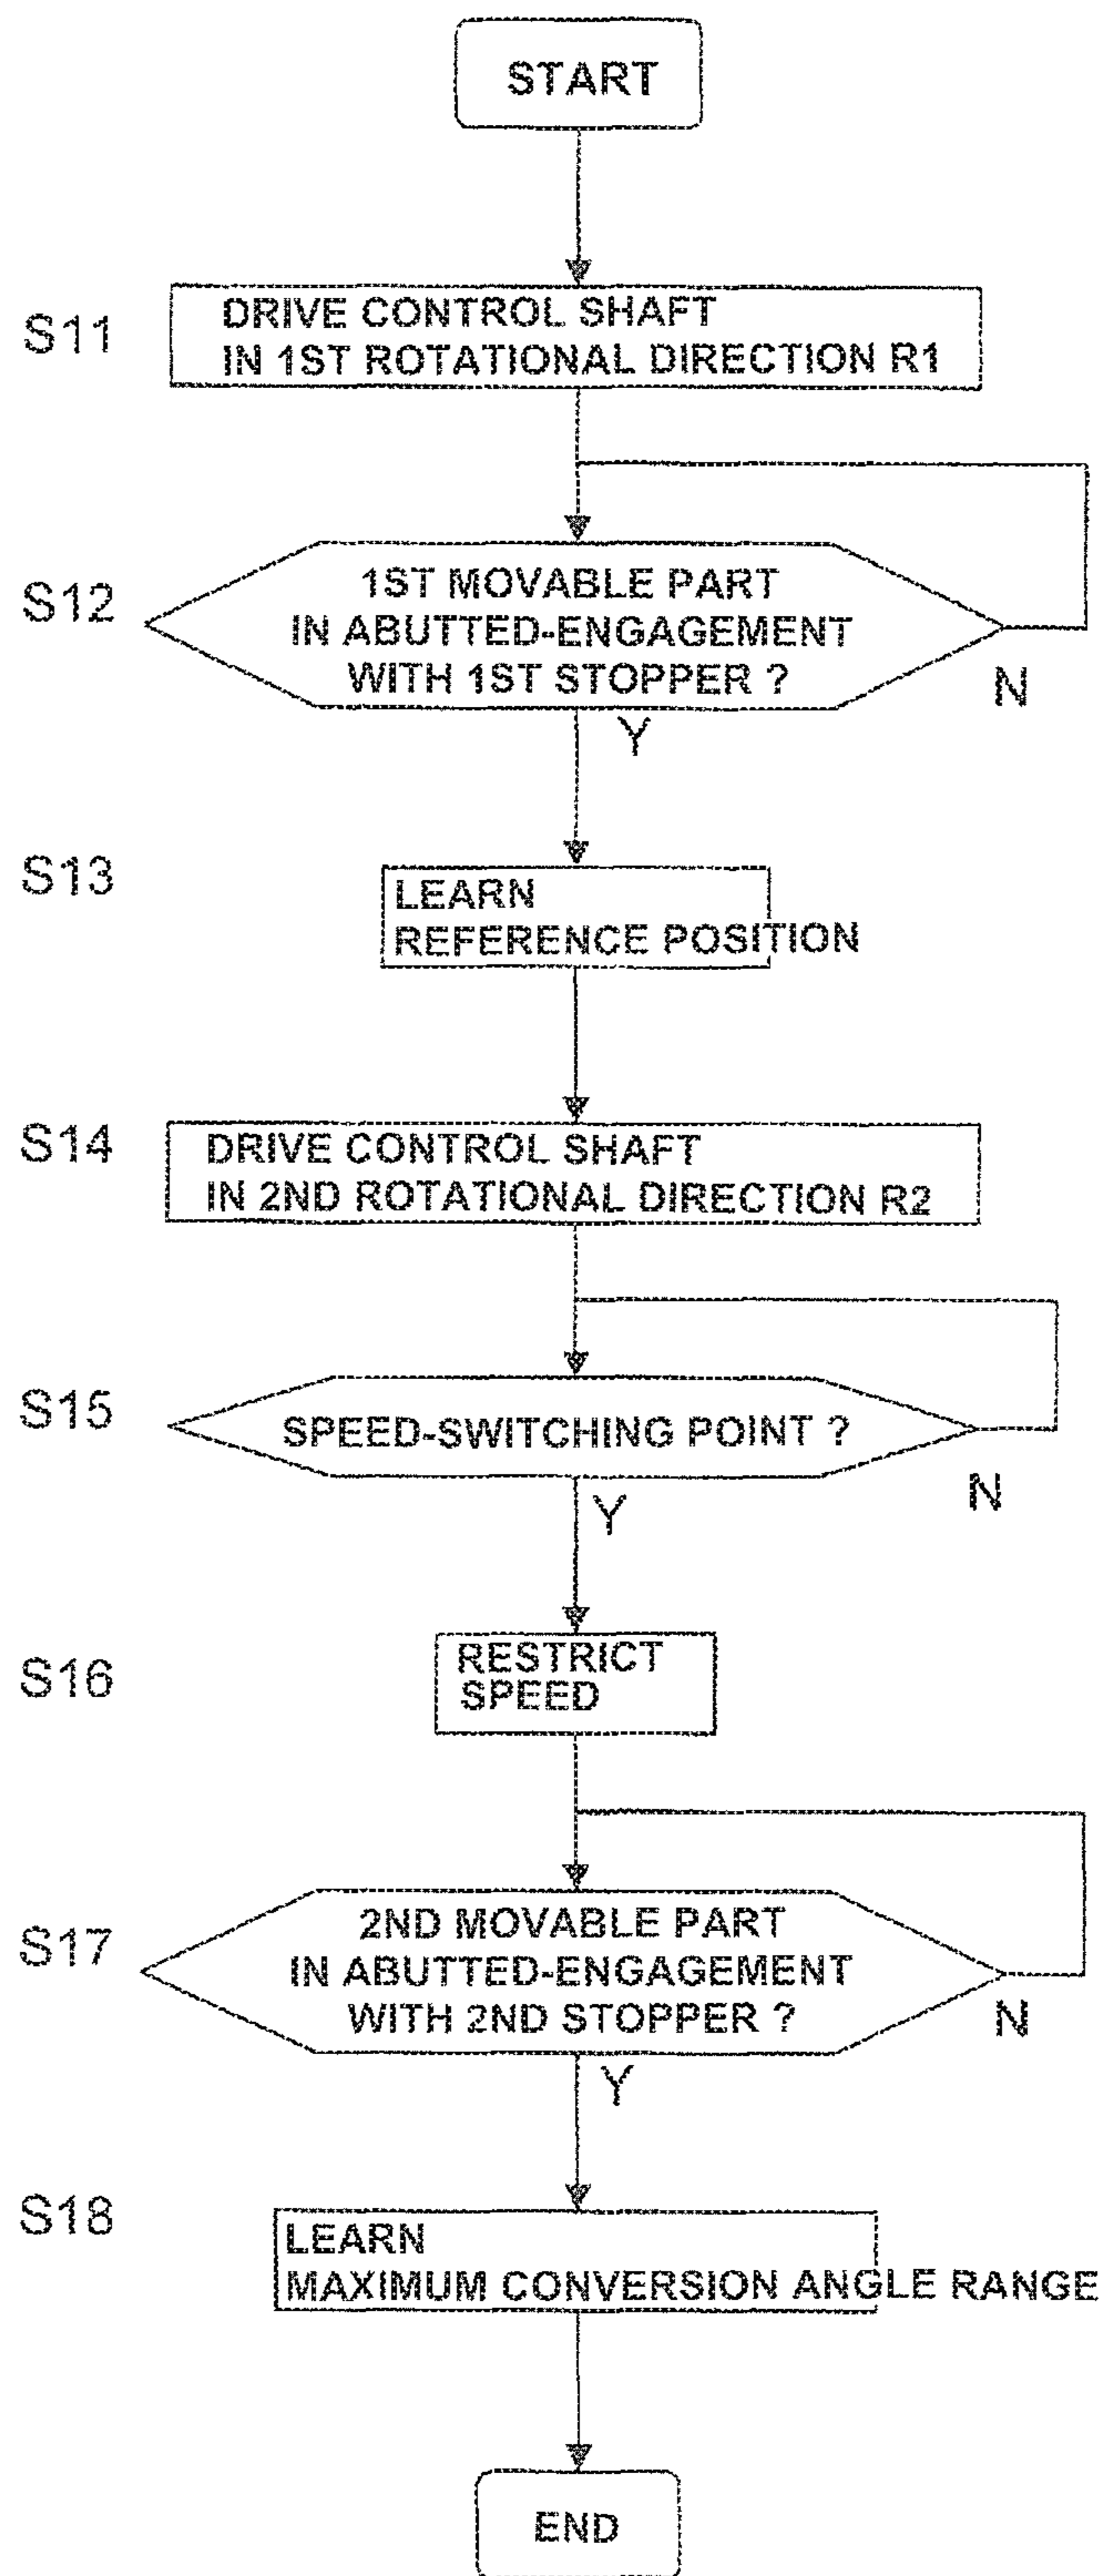 START
S11
DRIVE CONTROL SHAFT
IN 1ST ROTATIONAL DIRECTION R1
S12
1ST MOVABLE PART
IN ABUTTED-ENGAGEMENT
WITH 1ST STOPPER ?
N
Y
S13
LEARN
REFERENCE POSITION
S14
DRIVE CONTROL SHAFT
IN 2ND ROTATIONAL DIRECTION R2
S15
SPEED-SWITCHING POINT ?
N
Y
S16
RESTRICT
SPEED
S17
2ND MOVABLE PART
IN ABUTTED-ENGAGEMENT
WITH 2ND STOPPER ?
N
Y
S18
LEARN
MAXIMUM CONVERSION ANGLE RANGE
END